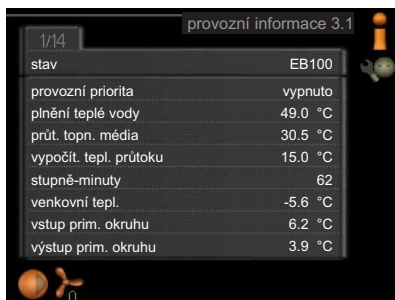 provozní informace 3.1
1/14
stav EB100
provozní priorita vypnuto
plnění teplé vody 49.0 °C
průt. topn. média 30.5 °C
vypočít. tepl. průtoku 15.0 °C
stupně-minuty 62
venkovní tepl. -5.6 °C
vstup prim. okruhu 6.2 °C
výstup prim. okruhu 3.9 °C